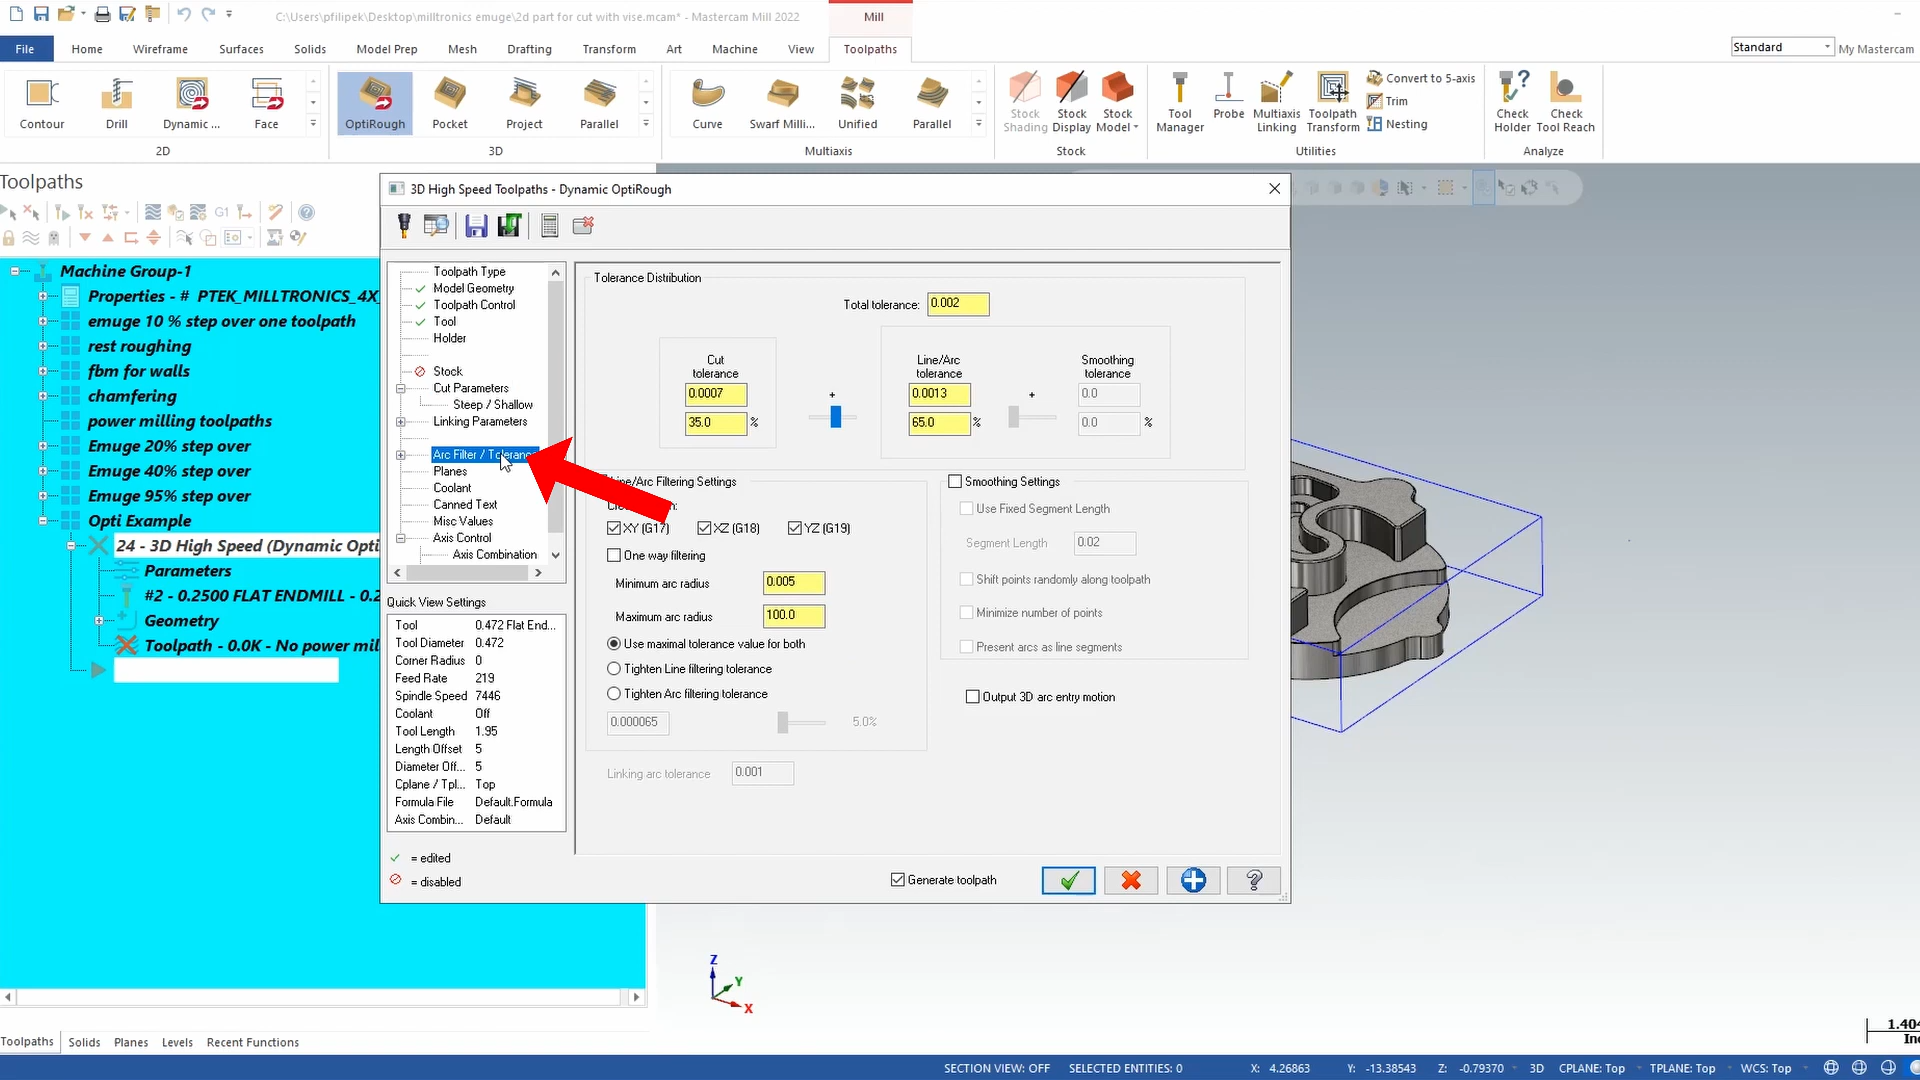 C:\Users\pfilipek\Desktop\milltronics emuge\2d part for cut with vise.mcam* - Mastercam Mill 2022
Mill
File
Home
Wireframe
Surfaces
Solids
Model Prep
Mesh
Drafting
Transform
Art
Machine
View
Toolpaths
Standard
My Mastercam
Contour
Drill
Dynamic ...
Face
OptiRough
Pocket
Project
Parallel
Curve
Swarf Milli...
Unified
Parallel
Stock Shading
Stock Display
Stock Model
Tool Manager
Probe
Multiaxis Linking
Toolpath Transform
Convert to 5-axis
Trim
Nesting
Check Holder
Check Tool Reach
2D
3D
Multiaxis
Stock
Utilities
Analyze
Toolpaths
G1
Machine Group-1
Properties - # PTEK_MILLTRONICS_4X_
emuge 10 % step over one toolpath
rest roughing
fbm for walls
chamfering
power milling toolpaths
Emuge 20% step over
Emuge 40% step over
Emuge 95% step over
Opti Example
24 - 3D High Speed (Dynamic Opti
Parameters
#2 - 0.2500 FLAT ENDMILL - 0.2
Geometry
Toolpath - 0.0K - No power mil
3D High Speed Toolpaths - Dynamic OptiRough
Toolpath Type
Model Geometry
Toolpath Control
Tool
Holder
Stock
Cut Parameters
Steep / Shallow
Linking Parameters
Arc Filter / Tolerance
Planes
Coolant
Canned Text
Misc Values
Axis Control
Axis Combination
Quick View Settings
Tool 0.472 Flat End...
Tool Diameter 0.472
Corner Radius 0
Feed Rate 219
Spindle Speed 7446
Coolant Off
Tool Length 1.95
Length Offset 5
Diameter Off... 5
Cplane / Tpl... Top
Formula File Default.Formula
Axis Combin... Default
= edited
= disabled
Tolerance Distribution
Total tolerance: 0.002
Cut tolerance
0.0007
35.0 %
+
Line/Arc tolerance
0.0013
65.0 %
+
Smoothing tolerance
0.0
0.0 %
Line/Arc Filtering Settings
XY (G17) XZ (G18) YZ (G19)
One way filtering
Minimum arc radius 0.005
Maximum arc radius 100.0
Use maximal tolerance value for both
Tighten Line filtering tolerance
Tighten Arc filtering tolerance
0.000065 5.0%
Linking arc tolerance 0.001
Smoothing Settings
Use Fixed Segment Length
Segment Length 0.02
Shift points randomly along toolpath
Minimize number of points
Present arcs as line segments
Output 3D arc entry motion
Generate toolpath
Z
Y
X
1.404
Toolpaths
Solids
Planes
Levels
Recent Functions
SECTION VIEW: OFF SELECTED ENTITIES: 0 X: 4.26863 Y: -13.38543 Z: -0.79370 3D CPLANE: Top TPLANE: Top WCS: Top